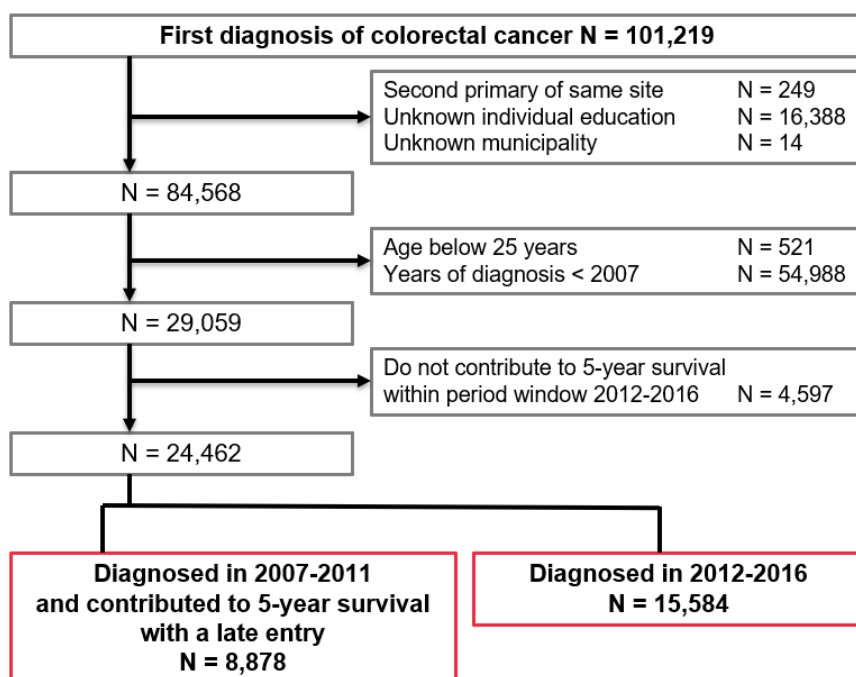 First diagnosis of colorectal cancer N = 101,219
Second primary of same site N = 249
Unknown individual education N = 16,388
Unknown municipality N = 14
N = 84,568
Age below 25 years N = 521
Years of diagnosis < 2007 N = 54,988
N = 29,059
Do not contribute to 5-year survival
within period window 2012-2016 N = 4,597
N = 24,462
Diagnosed in 2007-2011
and contributed to 5-year survival
with a late entry
N = 8,878
Diagnosed in 2012-2016
N = 15,584